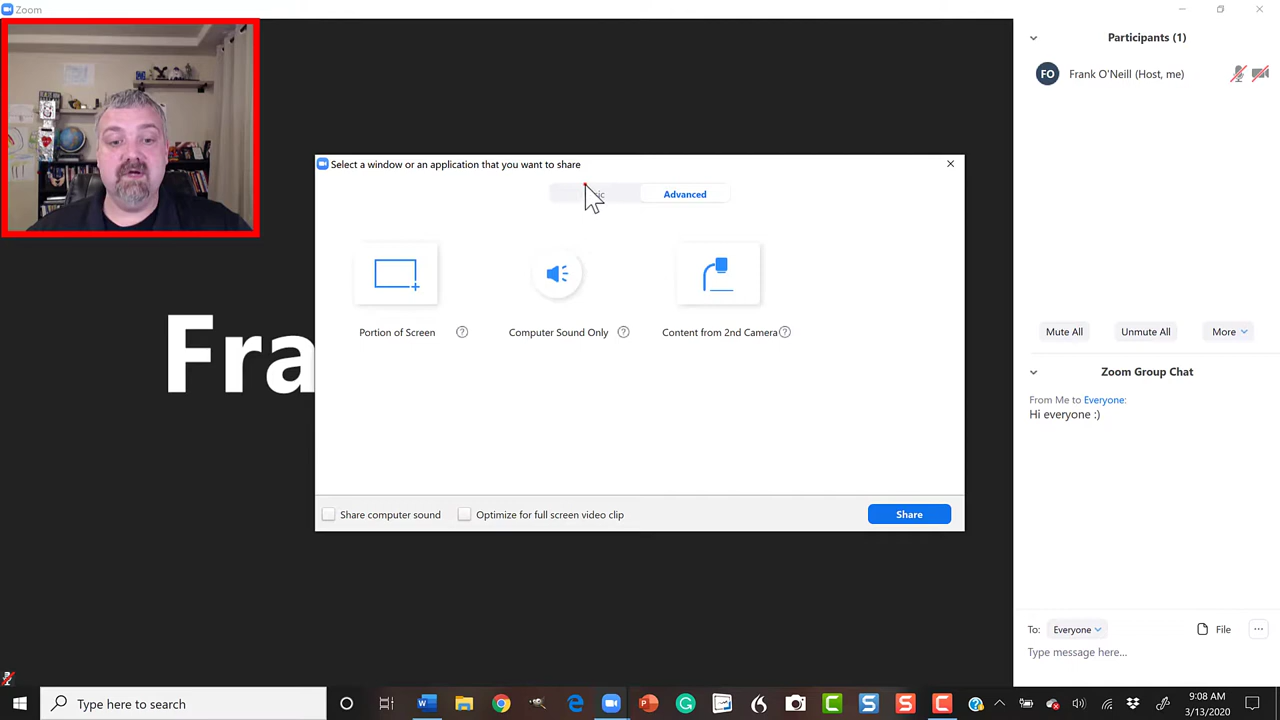 Zoom
Participants (1)
FO Frank O'Neill (Host, me)
Select a window or an application that you want to share
Advanced
Portion of Screen ?
Computer Sound Only ?
Content from 2nd Camera ?
Fra
Mute All
Unmute All
More
Zoom Group Chat
From Me to Everyone:
Hi everyone :)
Share computer sound
Optimize for full screen video clip
Share
To: Everyone
File
Type message here...
Type here to search
9:08 AM
3/13/2020